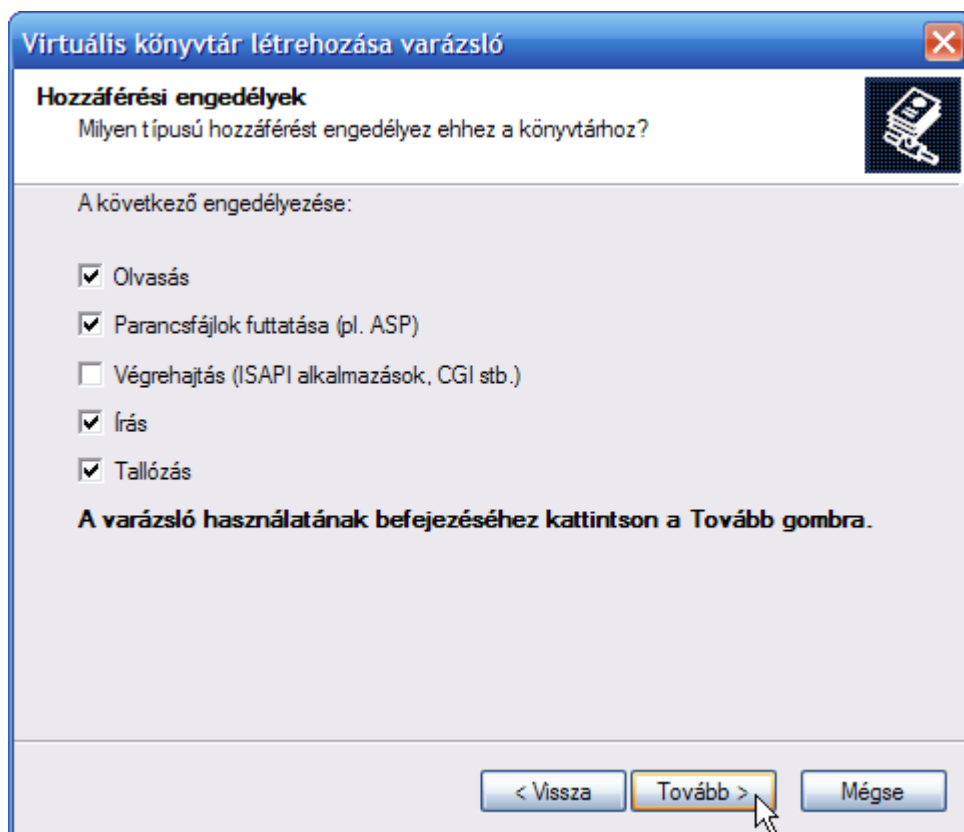 Virtuális könyvtár létrehozása varázsló
Hozzáférési engedélyek
Milyen típusú hozzáférést engedélyez ehhez a könyvtárhoz?
A következő engedélyezése:
Olvasás
Parancsfájlok futtatása (pl. ASP)
Végrehajtás (ISAPI alkalmazások, CGI stb.)
Írás
Tallózás
A varázsló használatának befejezéséhez kattintson a Tovább gombra.
< Vissza
Tovább >
Mégse